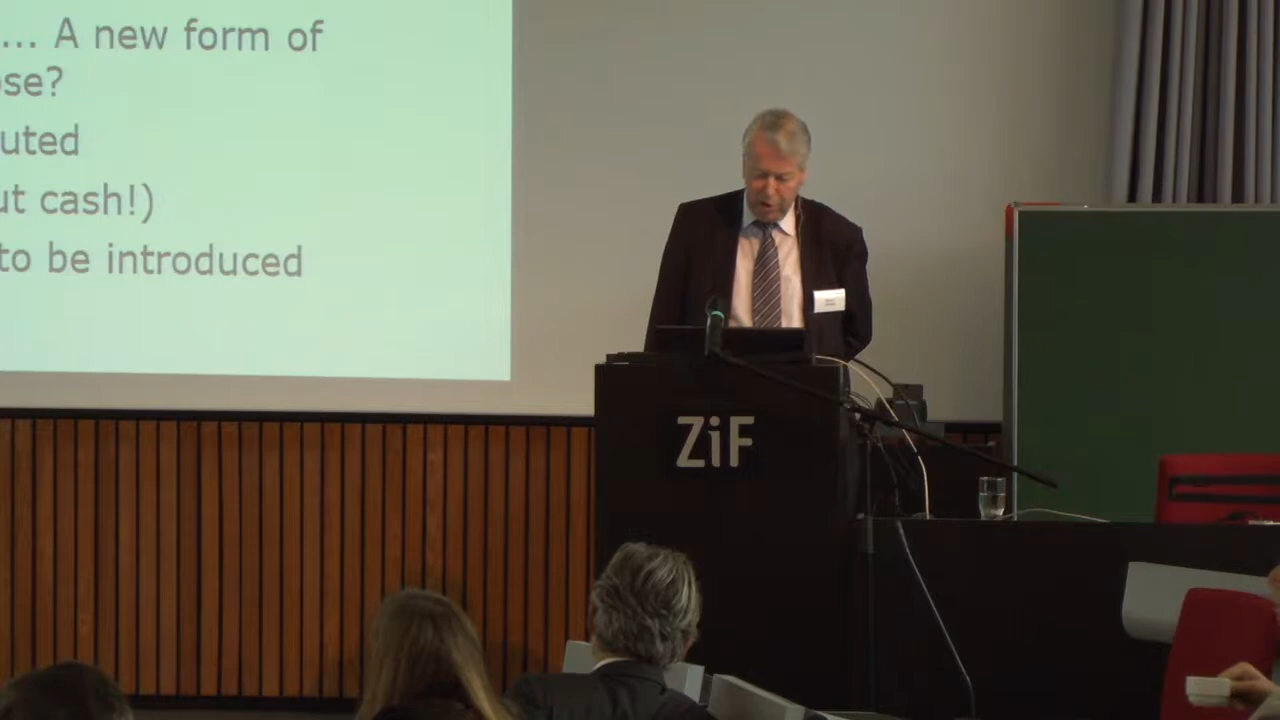 ... A new form of
ose?
uted
ut cash!)
to be introduced
ZiF